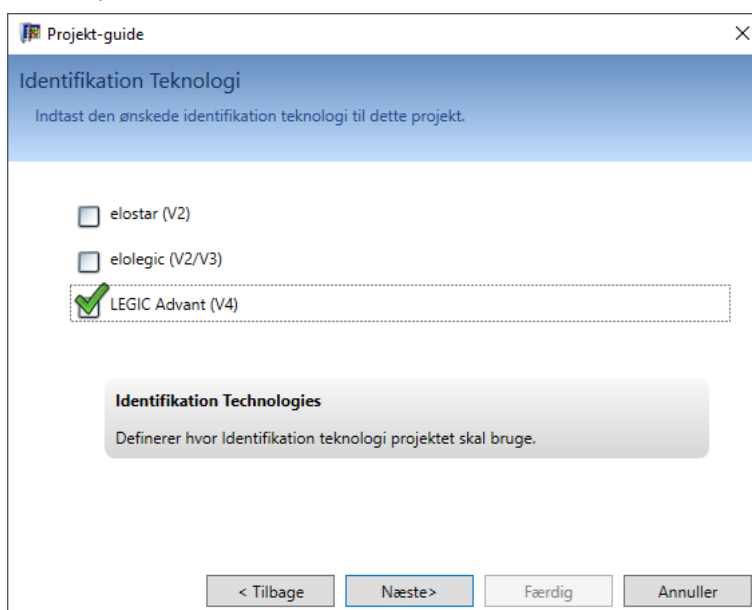 Projekt-guide
Identifikation Teknologi
Indtast den ønskede identifikation teknologi til dette projekt.
elostar (V2)
elolegic (V2/V3)
LEGIC Advant (V4)
Identifikation Technologies
Definerer hvor Identifikation teknologi projektet skal bruge.
< Tilbage
Næste>
Færdig
Annuller